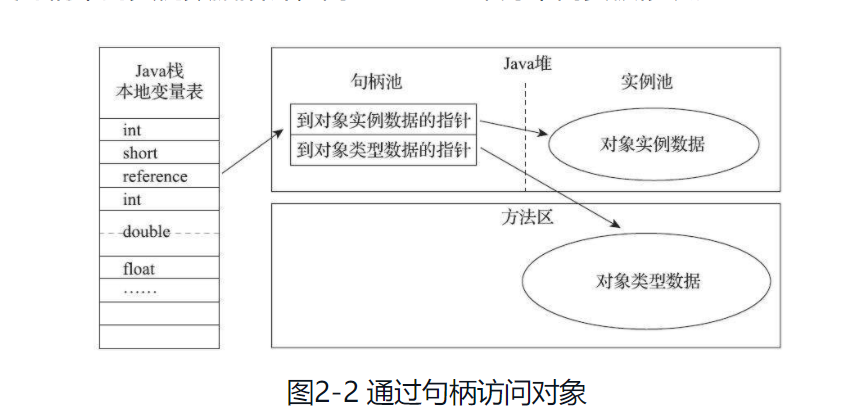 Java栈
本地变量表
int
short
reference
int
double
float
……
Java堆
句柄池
实例池
到对象实例数据的指针
到对象类型数据的指针
对象实例数据
方法区
对象类型数据
图2-2 通过句柄访问对象